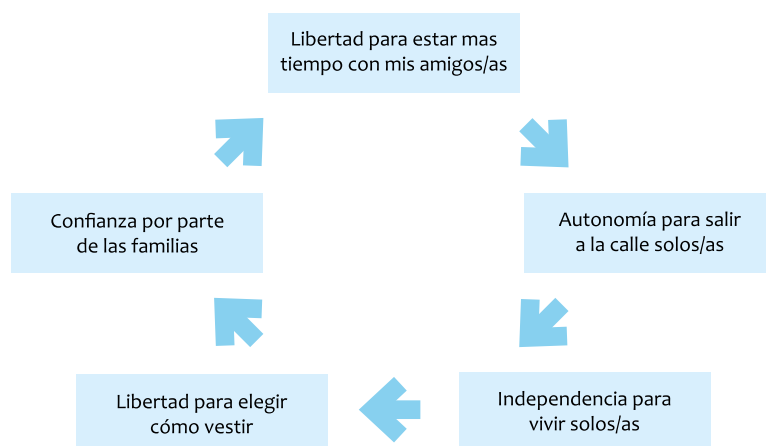 Libertad para estar mas
tiempo con mis amigos/as
Autonomía para salir
a la calle solos/as
Independencia para
vivir solos/as
Libertad para elegir
cómo vestir
Confianza por parte
de las familias